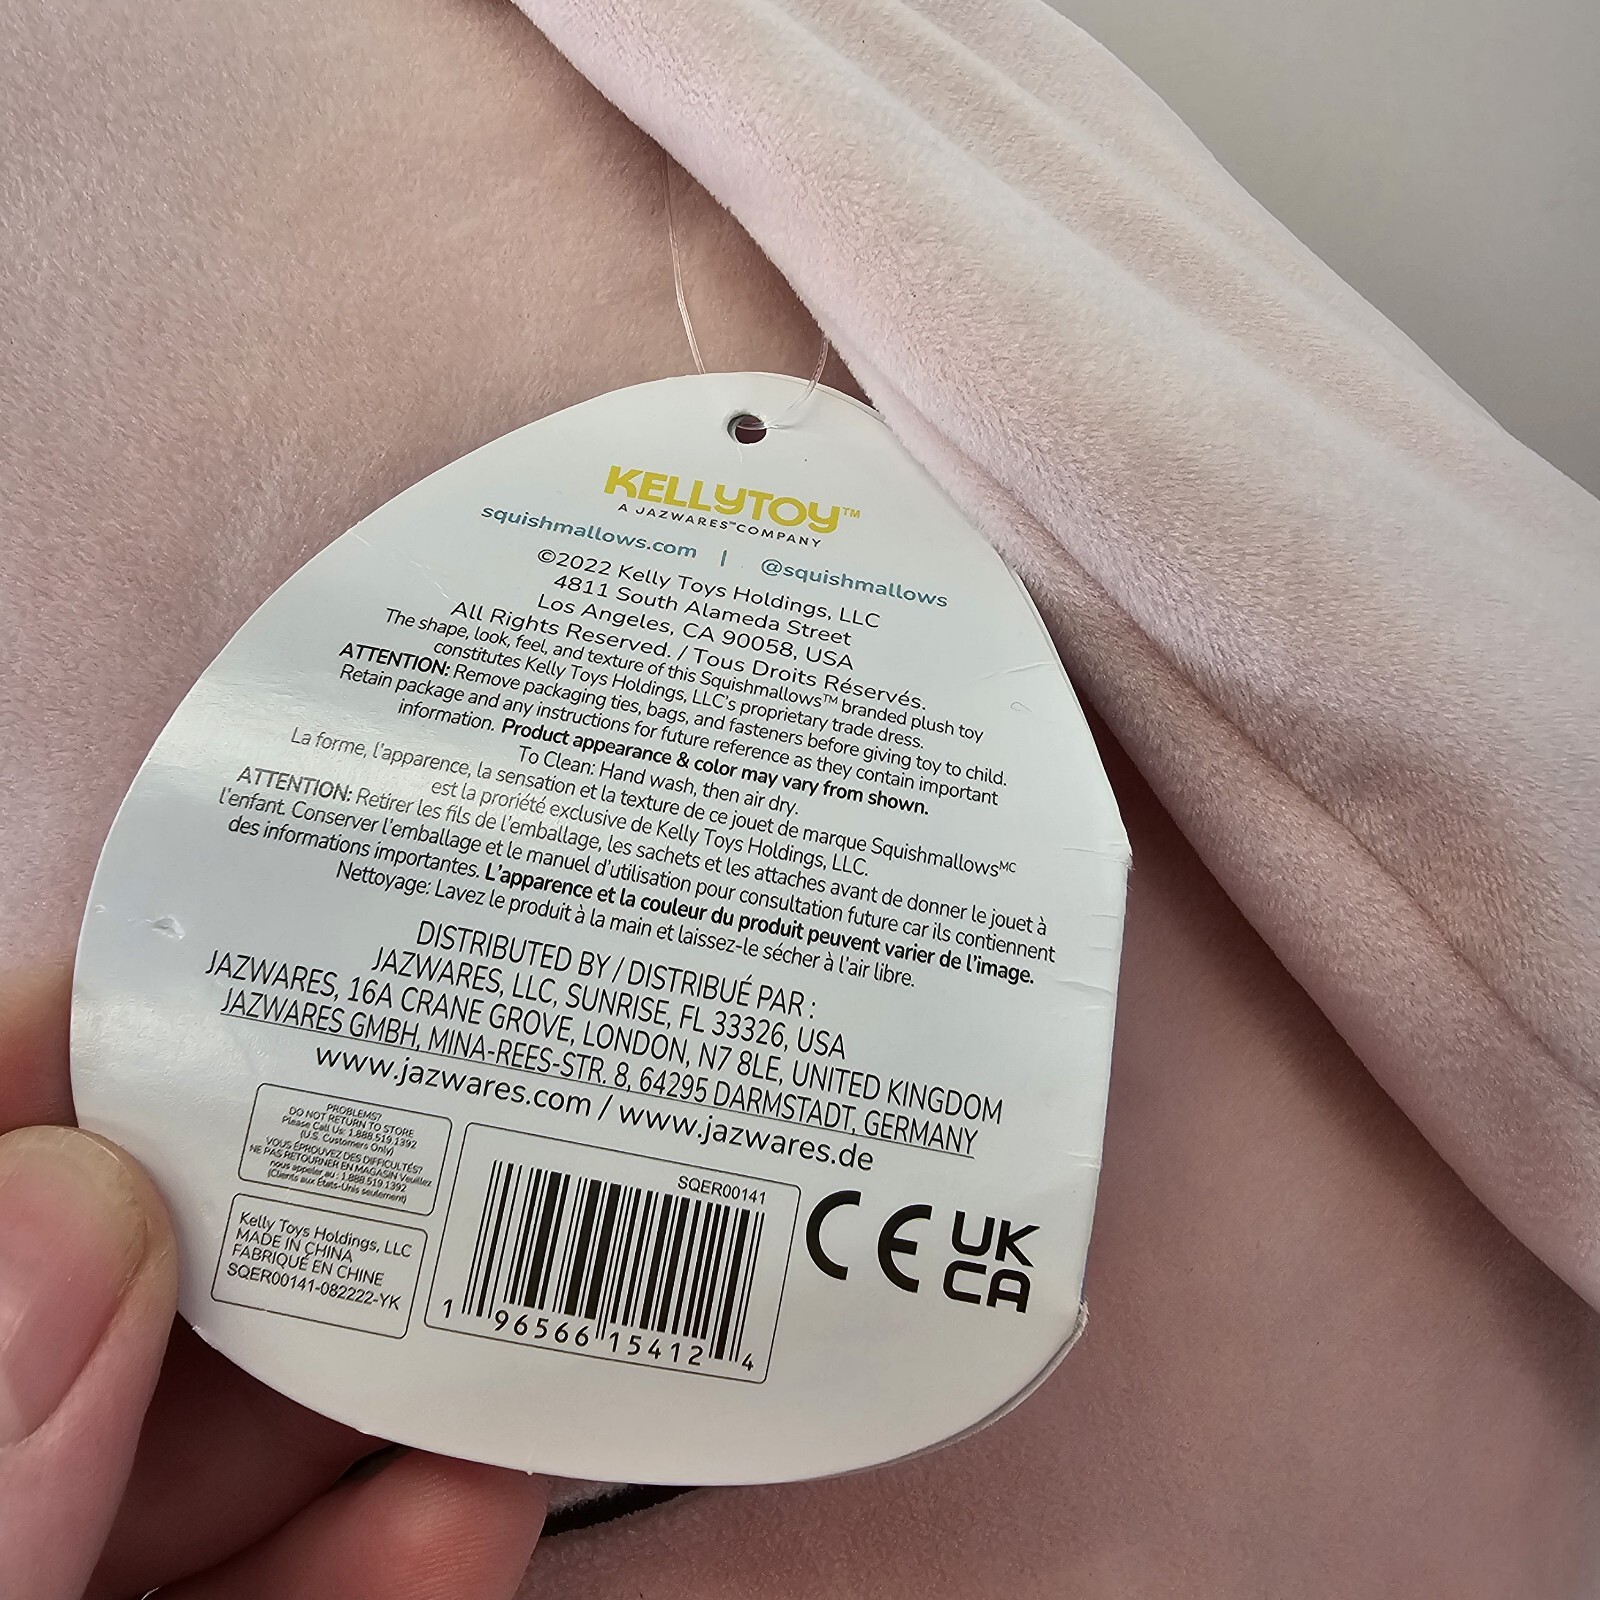 KELLYTOY™
A JAZWARES™COMPANY
squishmallows.com | @squishmallows
©2022 Kelly Toys Holdings, LLC
4811 South Alameda Street
Los Angeles, CA 90058, USA
All Rights Reserved. / Tous Droits Réservés.
The shape, look, feel, and texture of this Squishmallows™ branded plush toy
constitutes Kelly Toys Holdings, LLC's proprietary trade dress.
ATTENTION: Remove packaging ties, bags, and fasteners before giving toy to child.
Retain package and any instructions for future reference as they contain important
information. Product appearance & color may vary from shown.
To Clean: Hand wash, then air dry.
La forme, l'apparence, la sensation et la texture de ce jouet de marque Squishmallowsᴹᶜ
est la proriété exclusive de Kelly Toys Holdings, LLC.
ATTENTION: Retirer les fils de l'emballage, les sachets et les attaches avant de donner le jouet à
l'enfant. Conserver l'emballage et le manuel d'utilisation pour consultation future car ils contiennent
des informations importantes. L'apparence et la couleur du produit peuvent varier de l'image.
Nettoyage: Lavez le produit à la main et laissez-le sécher à l'air libre.
DISTRIBUTED BY / DISTRIBUÉ PAR :
JAZWARES, LLC, SUNRISE, FL 33326, USA
JAZWARES, 16A CRANE GROVE, LONDON, N7 8LE, UNITED KINGDOM
JAZWARES GMBH, MINA-REES-STR. 8, 64295 DARMSTADT, GERMANY
www.jazwares.com / www.jazwares.de
PROBLEMS?
DO NOT RETURN TO STORE
Please Call Us: 1.888.519.1392
(U.S. Customers Only)
VOUS ÉPROUVEZ DES DIFFICULTÉS?
NE PAS RETOURNER EN MAGASIN Veuillez
nous appeler au : 1.888.519.1392
(Clients aux États-Unis seulement)
Kelly Toys Holdings, LLC
MADE IN CHINA
FABRIQUÉ EN CHINE
SQER00141-082222-YK
SQER00141
1 96566 15412 4
CE
UK
CA